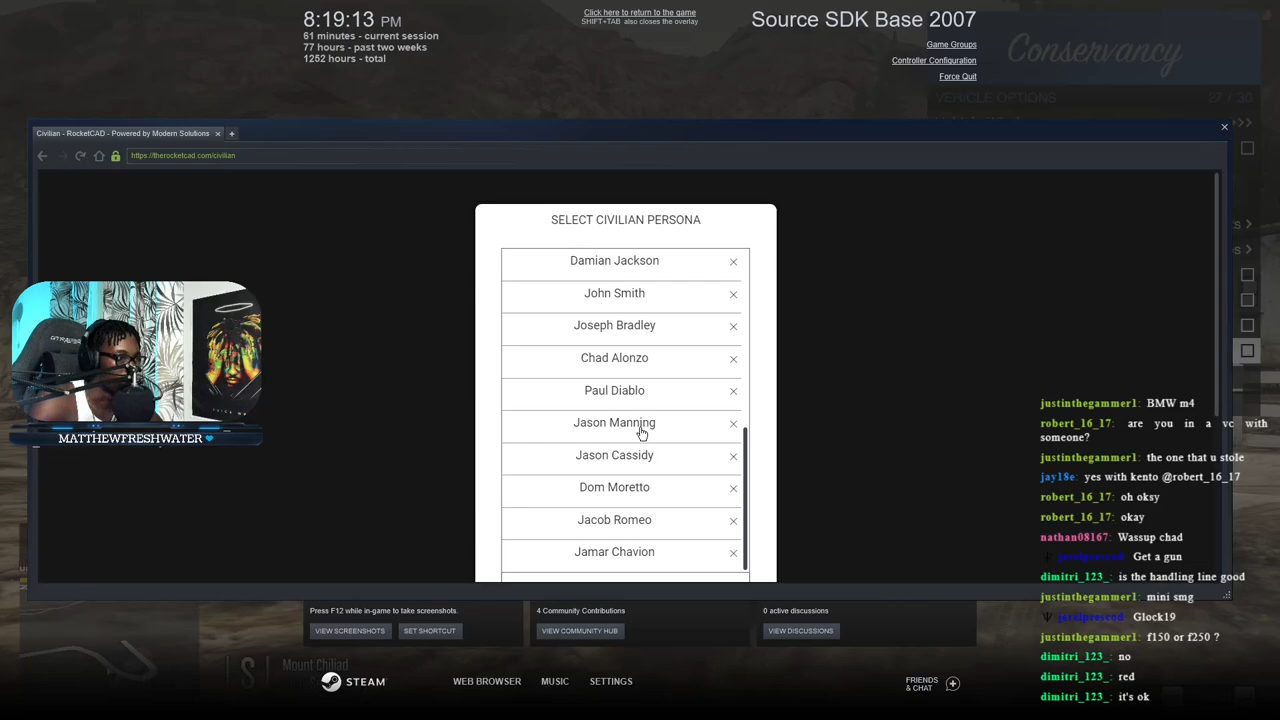 8:19:13 PM
61 minutes - current session
77 hours - past two weeks
1252 hours - total
Click here to return to the game
SHIFT+TAB also closes the overlay
Source SDK Base 2007
Game Groups
Controller Configuration
Force Quit
Conservancy
VEHICLE OPTIONS
27 / 30
Civilian - RocketCAD - Powered by Modern Solutions
https://therocketcad.com/civilian
SELECT CIVILIAN PERSONA
Damian Jackson
John Smith
Joseph Bradley
Chad Alonzo
Paul Diablo
Jason Manning
Jason Cassidy
Dom Moretto
Jacob Romeo
Jamar Chavion
MATTHEWFRESHWATER
justinthegammer1: BMW m4
robert_16_17: are you in a vc with
someone?
justinthegammer1: the one that u stole
jay18e: yes with kento @robert_16_17
robert_16_17: oh oksy
robert_16_17: okay
nathan08167: Wassup chad
Get a gun
dimitri_123_: is the handling line good
justinthegammer1: mini smg
Glock19
justinthegammer1: f150 or f250 ?
dimitri_123_: no
dimitri_123_: red
dimitri_123_: it's ok
Press F12 while in-game to take screenshots.
VIEW SCREENSHOTS
SET SHORTCUT
4 Community Contributions
VIEW COMMUNITY HUB
0 active discussions
VIEW DISCUSSIONS
S
Mount Chiliad
STEAM
WEB BROWSER
MUSIC
SETTINGS
FRIENDS
& CHAT